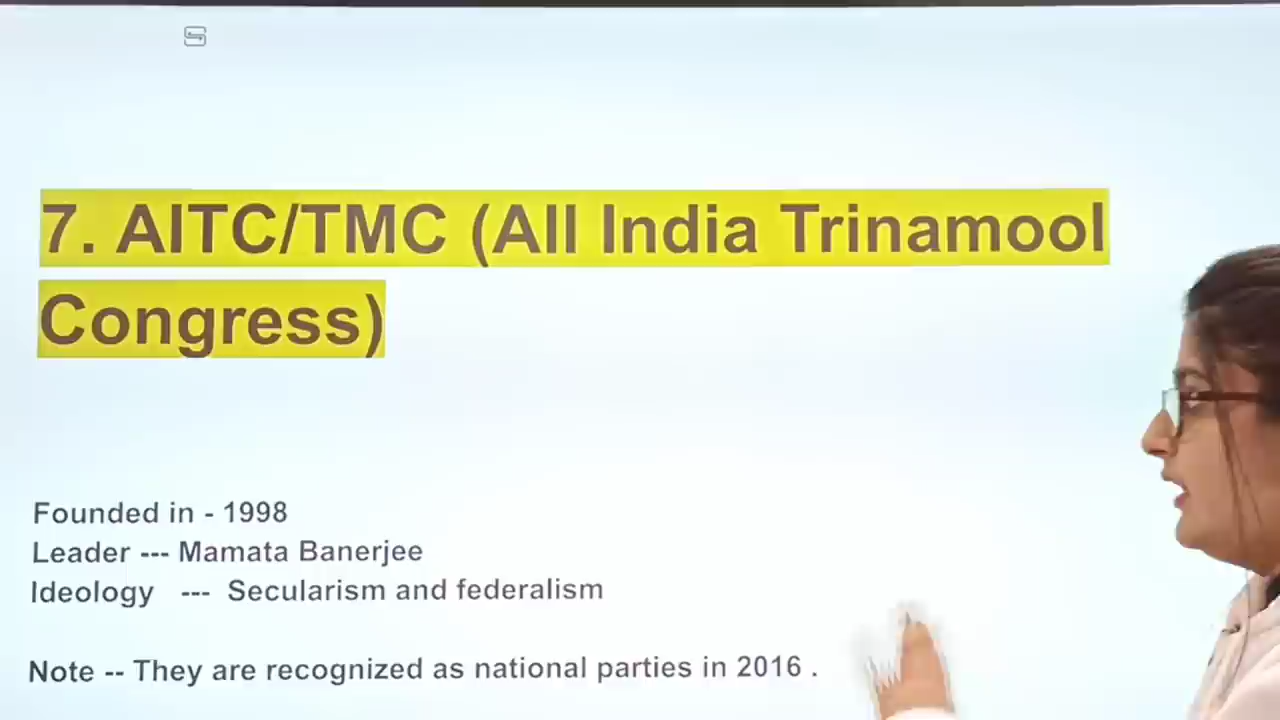 7. AITC/TMC (All India Trinamool
Congress)
Founded in - 1998
Leader --- Mamata Banerjee
Ideology --- Secularism and federalism
Note -- They are recognized as national parties in 2016 .